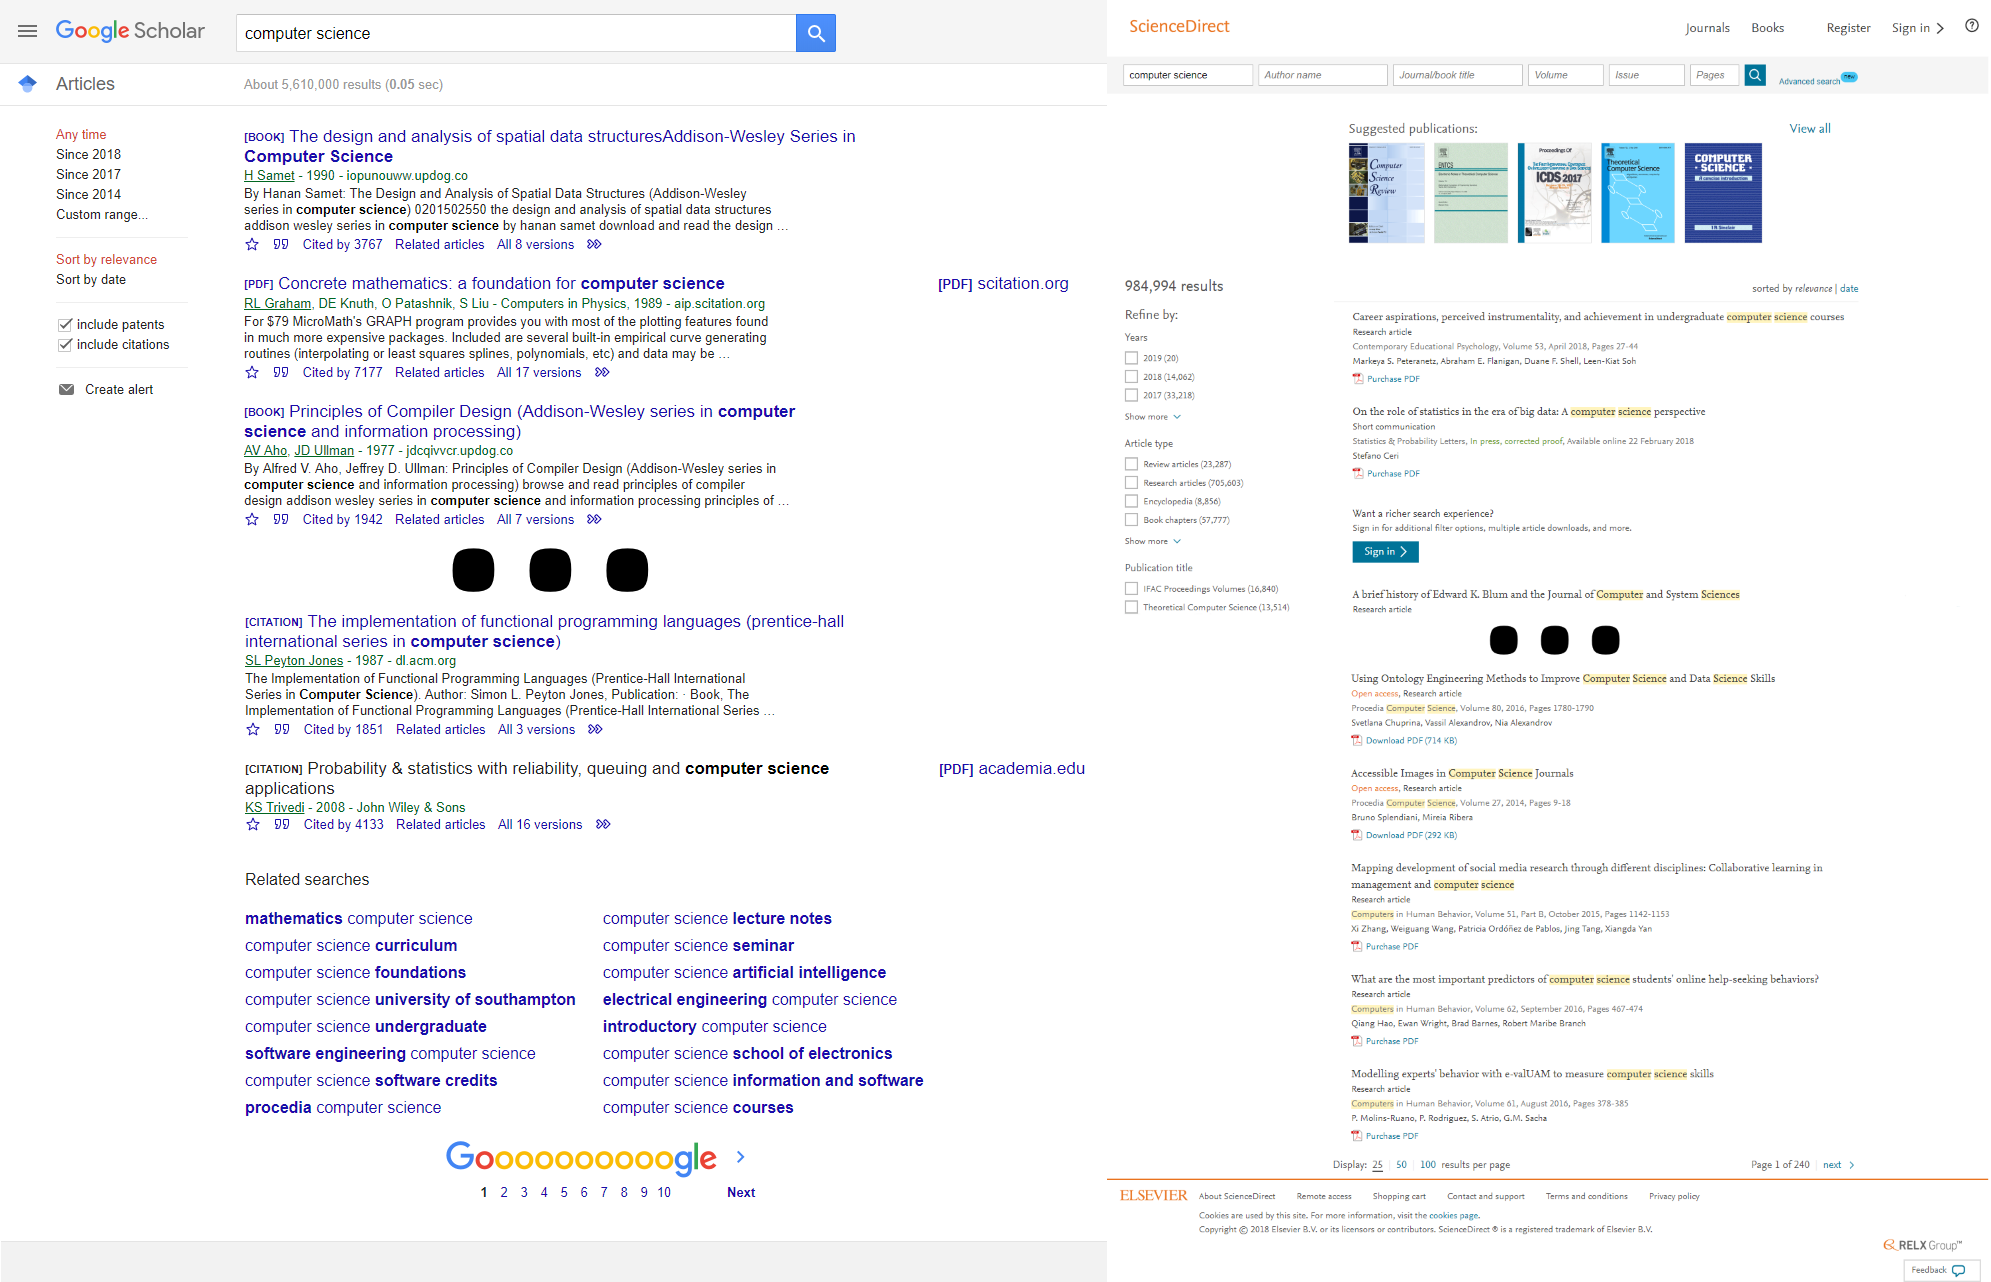 Google Scholar
computer science
Articles
About 5,610,000 results (0.05 sec)
Any time
Since 2018
Since 2017
Since 2014
Custom range...
Sort by relevance
Sort by date
include patents
include citations
Create alert
[BOOK] The design and analysis of spatial data structuresAddison-Wesley Series in
Computer Science
H Samet - 1990 - iopunouww.updog.co
By Hanan Samet: The Design and Analysis of Spatial Data Structures (Addison-Wesley
series in computer science) 0201502550 the design and analysis of spatial data structures
addison wesley series in computer science by hanan samet download and read the design ...
Cited by 3767 Related articles All 8 versions
[PDF] Concrete mathematics: a foundation for computer science
[PDF] scitation.org
RL Graham, DE Knuth, O Patashnik, S Liu - Computers in Physics, 1989 - aip.scitation.org
For $79 MicroMath's GRAPH program provides you with most of the plotting features found
in much more expensive packages. Included are several built-in empirical curve generating
routines (interpolating or least squares splines, polynomials, etc) and data may be ...
Cited by 7177 Related articles All 17 versions
[BOOK] Principles of Compiler Design (Addison-Wesley series in computer
science and information processing)
AV Aho, JD Ullman - 1977 - jdcqivvcr.updog.co
By Alfred V. Aho, Jeffrey D. Ullman: Principles of Compiler Design (Addison-Wesley series in
computer science and information processing) browse and read principles of compiler
design addison wesley series in computer science and information processing principles of ...
Cited by 1942 Related articles All 7 versions
[CITATION] The implementation of functional programming languages (prentice-hall
international series in computer science)
SL Peyton Jones - 1987 - dl.acm.org
The Implementation of Functional Programming Languages (Prentice-Hall International
Series in Computer Science). Author: Simon L. Peyton Jones, Publication: · Book, The
Implementation of Functional Programming Languages (Prentice-Hall International Series ...
Cited by 1851 Related articles All 3 versions
[CITATION] Probability & statistics with reliability, queuing and computer science
applications
[PDF] academia.edu
KS Trivedi - 2008 - John Wiley & Sons
Cited by 4133 Related articles All 16 versions
Related searches
mathematics computer science
computer science curriculum
computer science foundations
computer science university of southampton
computer science undergraduate
software engineering computer science
computer science software credits
procedia computer science
computer science lecture notes
computer science seminar
computer science artificial intelligence
electrical engineering computer science
introductory computer science
computer science school of electronics
computer science information and software
computer science courses
Goooooooooogle
1 2 3 4 5 6 7 8 9 10 Next
ScienceDirect
Journals Books Register Sign in ?
computer science Author name Journal/book title Volume Issue Pages Advanced search new
Suggested publications:
View all
Computer
Science
Review
ENTCS
Proceedings Of
ICDS 2017
Theoretical
Computer Science
COMPUTER
• SCIENCE •
A concise introduction
984,994 results
Refine by:
Years
2019 (20)
2018 (14,062)
2017 (33,218)
Show more
Article type
Review articles (23,287)
Research articles (705,603)
Encyclopedia (8,856)
Book chapters (57,777)
Show more
Publication title
IFAC Proceedings Volumes (16,840)
Theoretical Computer Science (13,514)
sorted by relevance | date
Career aspirations, perceived instrumentality, and achievement in undergraduate computer science courses
Research article
Contemporary Educational Psychology, Volume 53, April 2018, Pages 27-44
Markeya S. Peteranetz, Abraham E. Flanigan, Duane F. Shell, Leen-Kiat Soh
Purchase PDF
On the role of statistics in the era of big data: A computer science perspective
Short communication
Statistics & Probability Letters, In press, corrected proof, Available online 22 February 2018
Stefano Ceri
Purchase PDF
Want a richer search experience?
Sign in for additional filter options, multiple article downloads, and more.
Sign in
A brief history of Edward K. Blum and the Journal of Computer and System Sciences
Research article
Using Ontology Engineering Methods to Improve Computer Science and Data Science Skills
Open access, Research article
Procedia Computer Science, Volume 80, 2016, Pages 1780-1790
Svetlana Chuprina, Vassil Alexandrov, Nia Alexandrov
Download PDF (714 KB)
Accessible Images in Computer Science Journals
Open access, Research article
Procedia Computer Science, Volume 27, 2014, Pages 9-18
Bruno Splendiani, Mireia Ribera
Download PDF (292 KB)
Mapping development of social media research through different disciplines: Collaborative learning in
management and computer science
Research article
Computers in Human Behavior, Volume 51, Part B, October 2015, Pages 1142-1153
Xi Zhang, Weiguang Wang, Patricia Ordóñez de Pablos, Jing Tang, Xiangda Yan
Purchase PDF
What are the most important predictors of computer science students' online help-seeking behaviors?
Research article
Computers in Human Behavior, Volume 62, September 2016, Pages 467-474
Qiang Hao, Ewan Wright, Brad Barnes, Robert Maribe Branch
Purchase PDF
Modelling experts' behavior with e-valUAM to measure computer science skills
Research article
Computers in Human Behavior, Volume 61, August 2016, Pages 378-385
P. Molins-Ruano, P. Rodriguez, S. Atrio, G.M. Sacha
Purchase PDF
Display: 25 | 50 | 100 results per page
Page 1 of 240 | next
ELSEVIER
About ScienceDirect Remote access Shopping cart Contact and support Terms and conditions Privacy policy
Cookies are used by this site. For more information, visit the cookies page.
Copyright © 2018 Elsevier B.V. or its licensors or contributors. ScienceDirect ® is a registered trademark of Elsevier B.V.
RELX Group™
Feedback